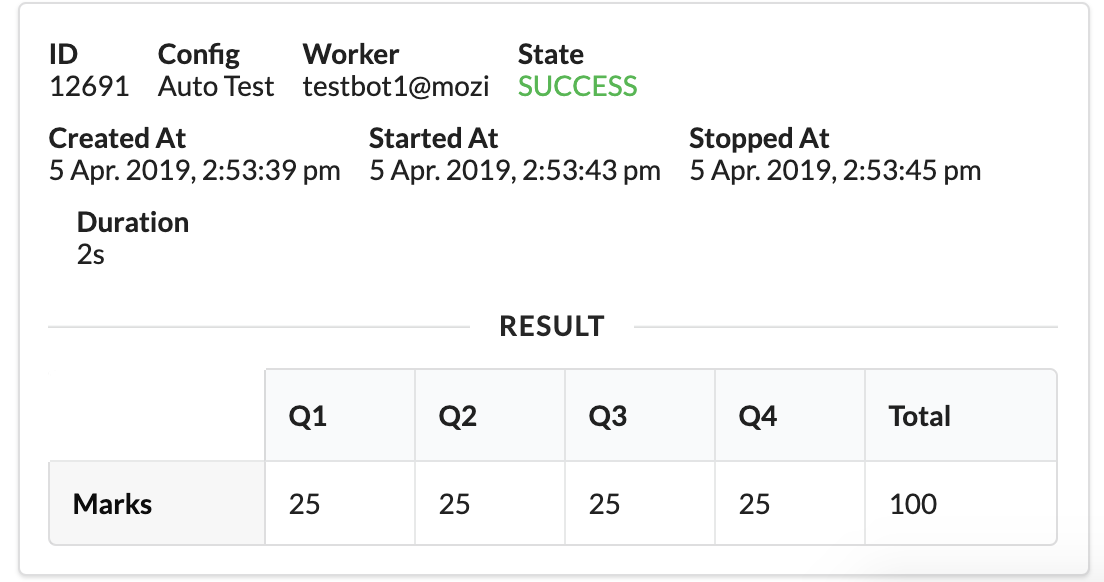 ID Config Worker State
12691 Auto Test testbot1@mozi SUCCESS
Created At Started At Stopped At
5 Apr. 2019, 2:53:39 pm 5 Apr. 2019, 2:53:43 pm 5 Apr. 2019, 2:53:45 pm
Duration
2s
RESULT
Q1 Q2 Q3 Q4 Total
Marks 25 25 25 25 100